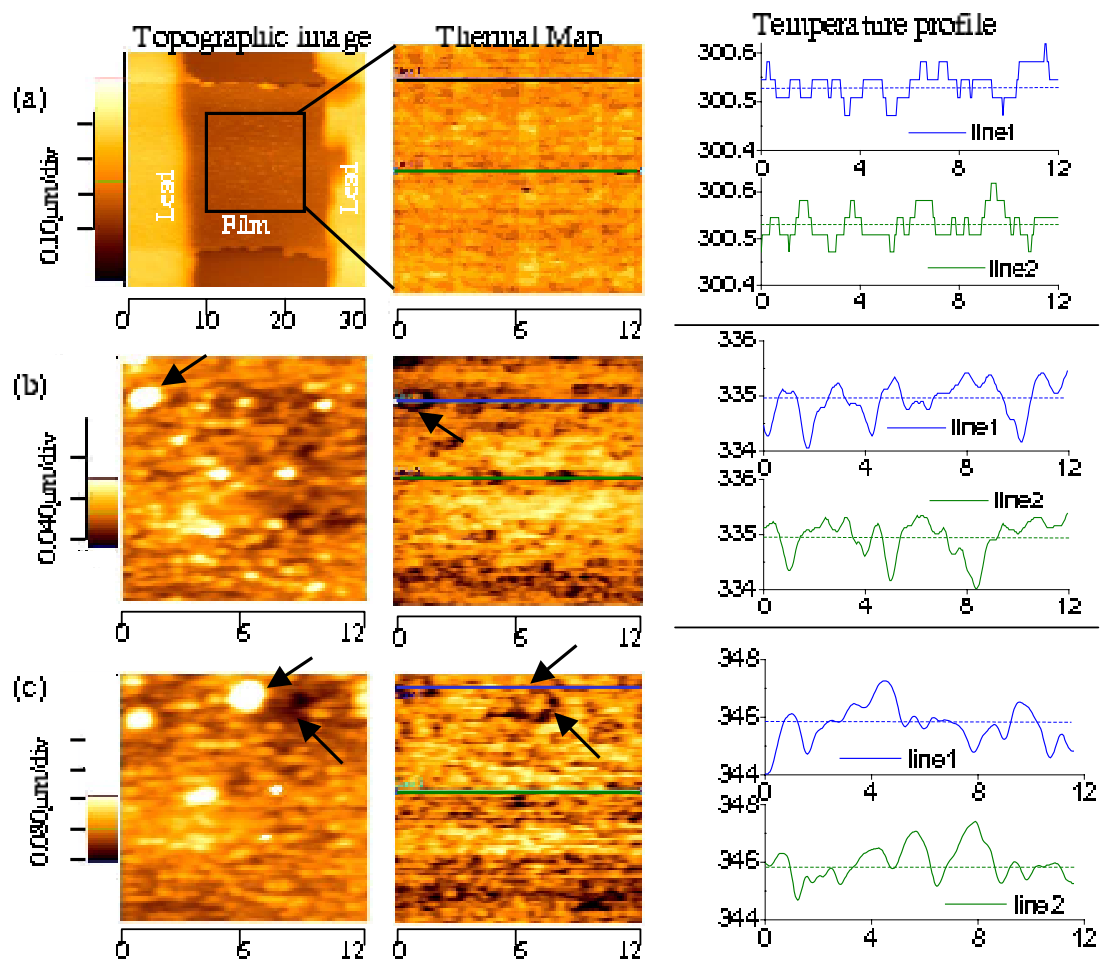 Topographic image Thermal Map Temperature profile
(a)
0.10µm/div
Lead
Film
Lead
0 10 20 30
0 6 12
300.6
300.5
300.4
line1
0 4 8 12
300.6
300.5
300.4
line2
0 4 8 12
(b)
0.040µm/div
0 6 12
0 6 12
336
335
334
line1
0 4 8 12
336
335
334
line2
0 4 8 12
(c)
0.080µm/div
0 6 12
0 6 12
348
346
344
line1
0 4 8 12
348
346
344
line2
0 4 8 12